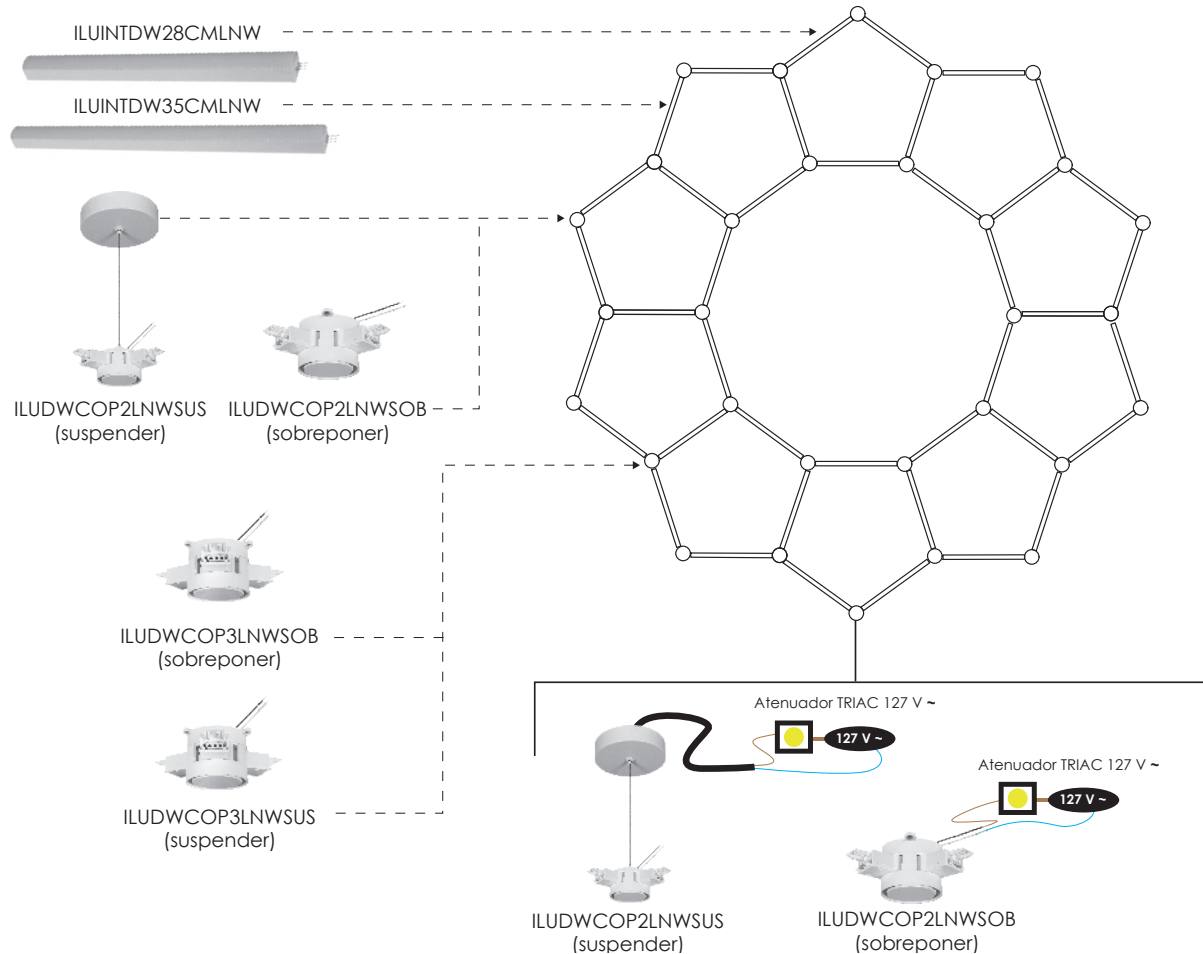 ILUINTDW28CMLNW
ILUINTDW35CMLNW
ILUDWCOP2LNWSUS
(suspender)
ILUDWCOP2LNWSOB
(sobreponer)
ILUDWCOP3LNWSOB
(sobreponer)
ILUDWCOP3LNWSUS
(suspender)
Atenuador TRIAC 127 V ~
127 V ~
Atenuador TRIAC 127 V ~
127 V ~
ILUDWCOP2LNWSUS
(suspender)
ILUDWCOP2LNWSOB
(sobreponer)